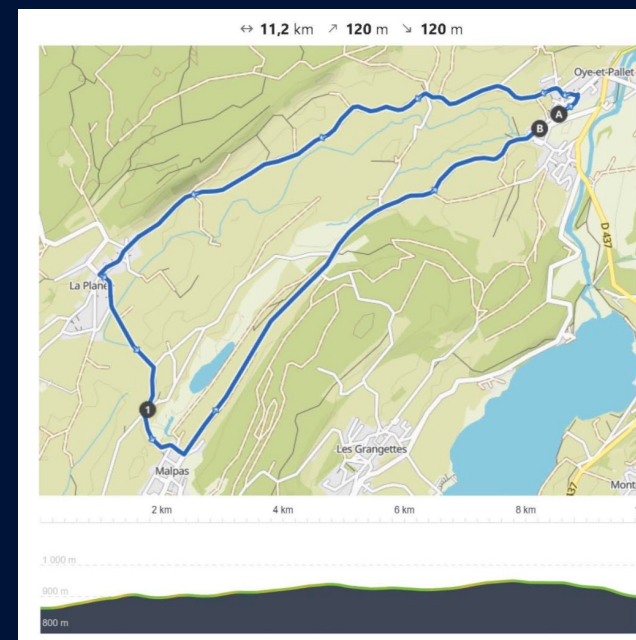 ↔ 11,2 km ↗ 120 m ↘ 120 m
Oye-et-Pallet
A
B
D 437
La Plane
1
Les Grangettes
Malpas
Mont
437
2 km 4 km 6 km 8 km
1 000 m
900 m
800 m